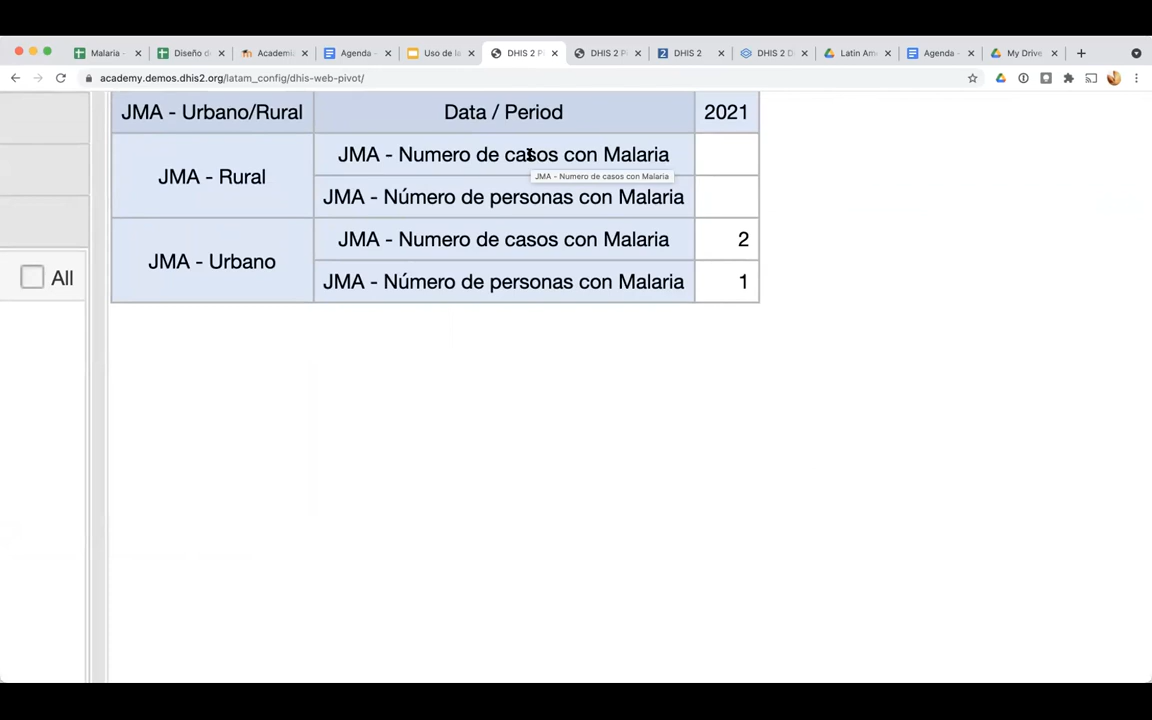 Malaria - Diseño d Academi Agenda - Uso de la DHIS 2 Pi DHIS 2 Pi DHIS 2 DHIS 2 D Latin Am Agenda - My Drive
academy.demos.dhis2.org/latam_config/dhis-web-pivot/
JMA - Urbano/Rural Data / Period 2021
JMA - Rural JMA - Numero de casos con Malaria
JMA - Numero de casos con Malaria
JMA - Número de personas con Malaria
JMA - Urbano JMA - Numero de casos con Malaria 2
JMA - Número de personas con Malaria 1
All